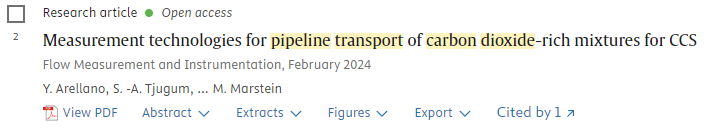 Research article Open access
2 Measurement technologies for pipeline transport of carbon dioxide-rich mixtures for CCS
Flow Measurement and Instrumentation, February 2024
Y. Arellano, S. -A. Tjugum, ... M. Marstein
View PDF Abstract Extracts Figures Export Cited by 1